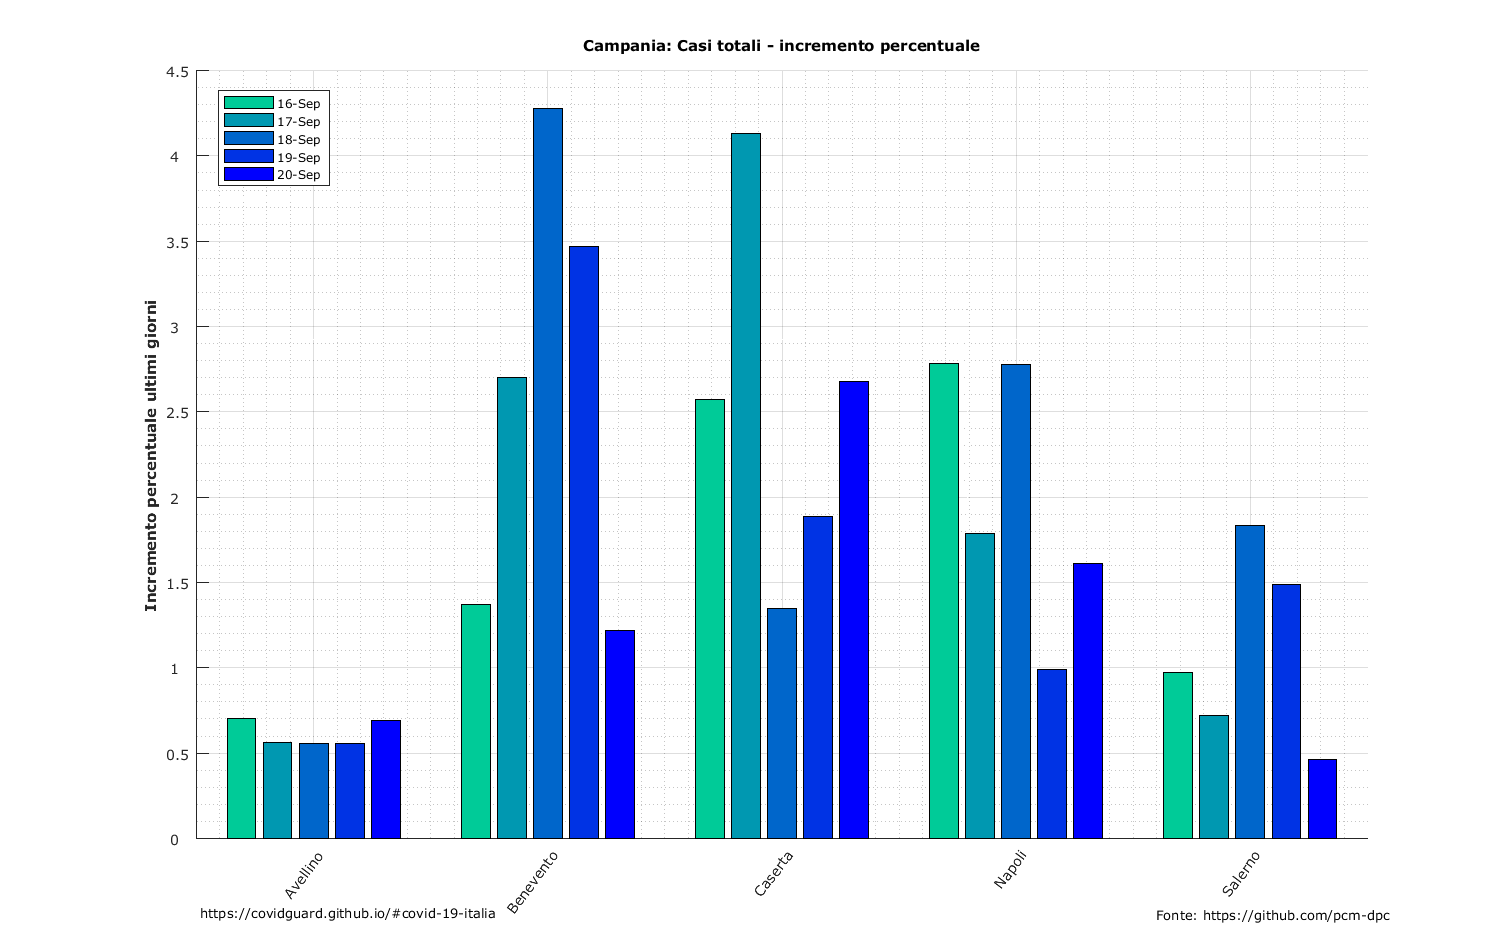 Campania: Casi totali - incremento percentuale
4.5
4
3.5
3
2.5
2
1.5
1
0.5
0
Incremento percentuale ultimi giorni
16-Sep
17-Sep
18-Sep
19-Sep
20-Sep
Avellino
Benevento
Caserta
Napoli
Salerno
https://covidguard.github.io/#covid-19-italia
Fonte: https://github.com/pcm-dpc